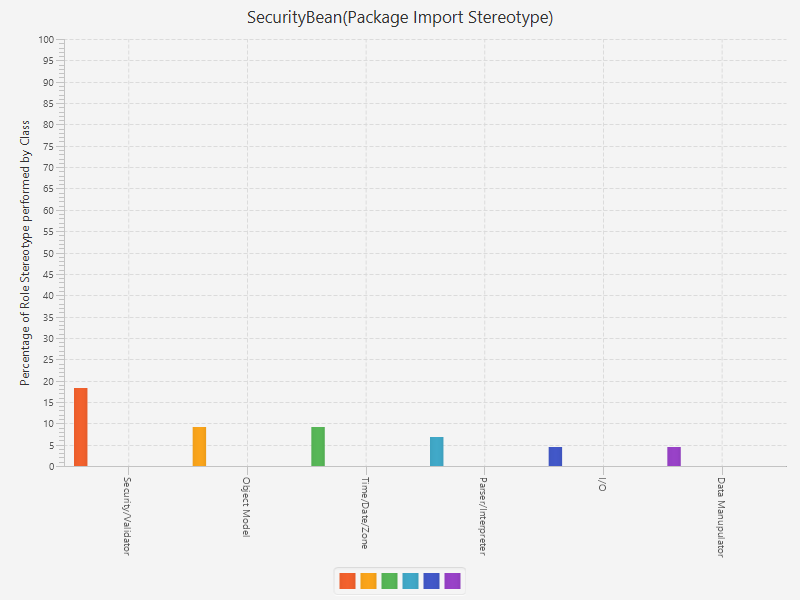 SecurityBean(Package Import Stereotype)
Percentage of Role Stereotype performed by Class
100
95
90
85
80
75
70
65
60
55
50
45
40
35
30
25
20
15
10
5
0
Security/Validator
Object Model
Time/Date/Zone
Parser/Interpreter
I/O
Data Manupulator